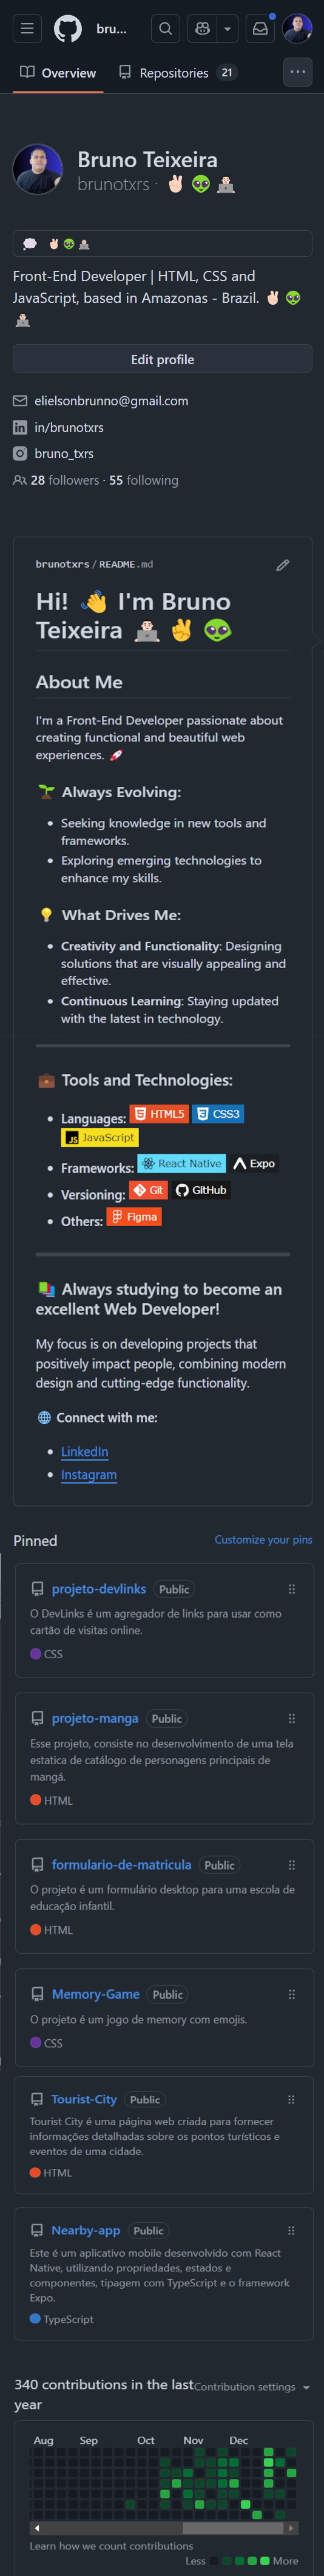 bru...
Overview
Repositories 21
Bruno Teixeira
brunotxrs · ✌🏻 👽 👨🏻‍💻
💭 ✌🏻👽👨🏻‍💻
Front-End Developer | HTML, CSS and
JavaScript, based in Amazonas - Brazil. ✌🏻 👽
👨🏻‍💻
Edit profile
elielsonbrunno@gmail.com
in/brunotxrs
bruno_txrs
28 followers · 55 following
brunotxrs/README.md
Hi! 👋 I'm Bruno
Teixeira 👨🏻‍💻 ✌ 👽
About Me
I'm a Front-End Developer passionate about
creating functional and beautiful web
experiences. 🚀
🌱 Always Evolving:
• Seeking knowledge in new tools and
frameworks.
• Exploring emerging technologies to
enhance my skills.
💡 What Drives Me:
• Creativity and Functionality: Designing
solutions that are visually appealing and
effective.
• Continuous Learning: Staying updated
with the latest in technology.
💼 Tools and Technologies:
• Languages: HTML5 CSS3
JS JavaScript
• Frameworks: React Native Expo
• Versioning: Git GitHub
• Others: Figma
📚 Always studying to become an
excellent Web Developer!
My focus is on developing projects that
positively impact people, combining modern
design and cutting-edge functionality.
🌐 Connect with me:
• LinkedIn
• Instagram
Pinned
Customize your pins
projeto-devlinks Public
O DevLinks é um agregador de links para usar como
cartão de visitas online.
CSS
projeto-manga Public
Esse projeto, consiste no desenvolvimento de uma tela
estatica de catálogo de personagens principais de
mangá.
HTML
formulario-de-matricula Public
O projeto é um formulário desktop para uma escola de
educação infantil.
HTML
Memory-Game Public
O projeto é um jogo de memory com emojis.
CSS
Tourist-City Public
Tourist City é uma página web criada para fornecer
informações detalhadas sobre os pontos turísticos e
eventos de uma cidade.
HTML
Nearby-app Public
Este é um aplicativo mobile desenvolvido com React
Native, utilizando propriedades, estados e
componentes, tipagem com TypeScript e o framework
Expo.
TypeScript
340 contributions in the last
year
Contribution settings
Aug Sep Oct Nov Dec
Learn how we count contributions
Less More